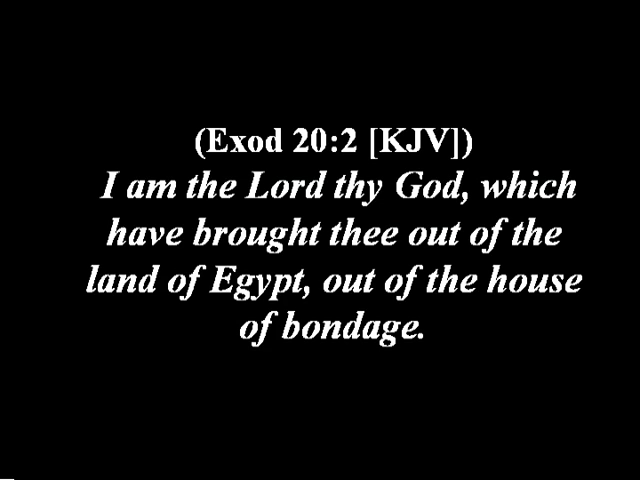 (Exod 20:2 [KJV])
I am the Lord thy God, which
have brought thee out of the
land of Egypt, out of the house
of bondage.